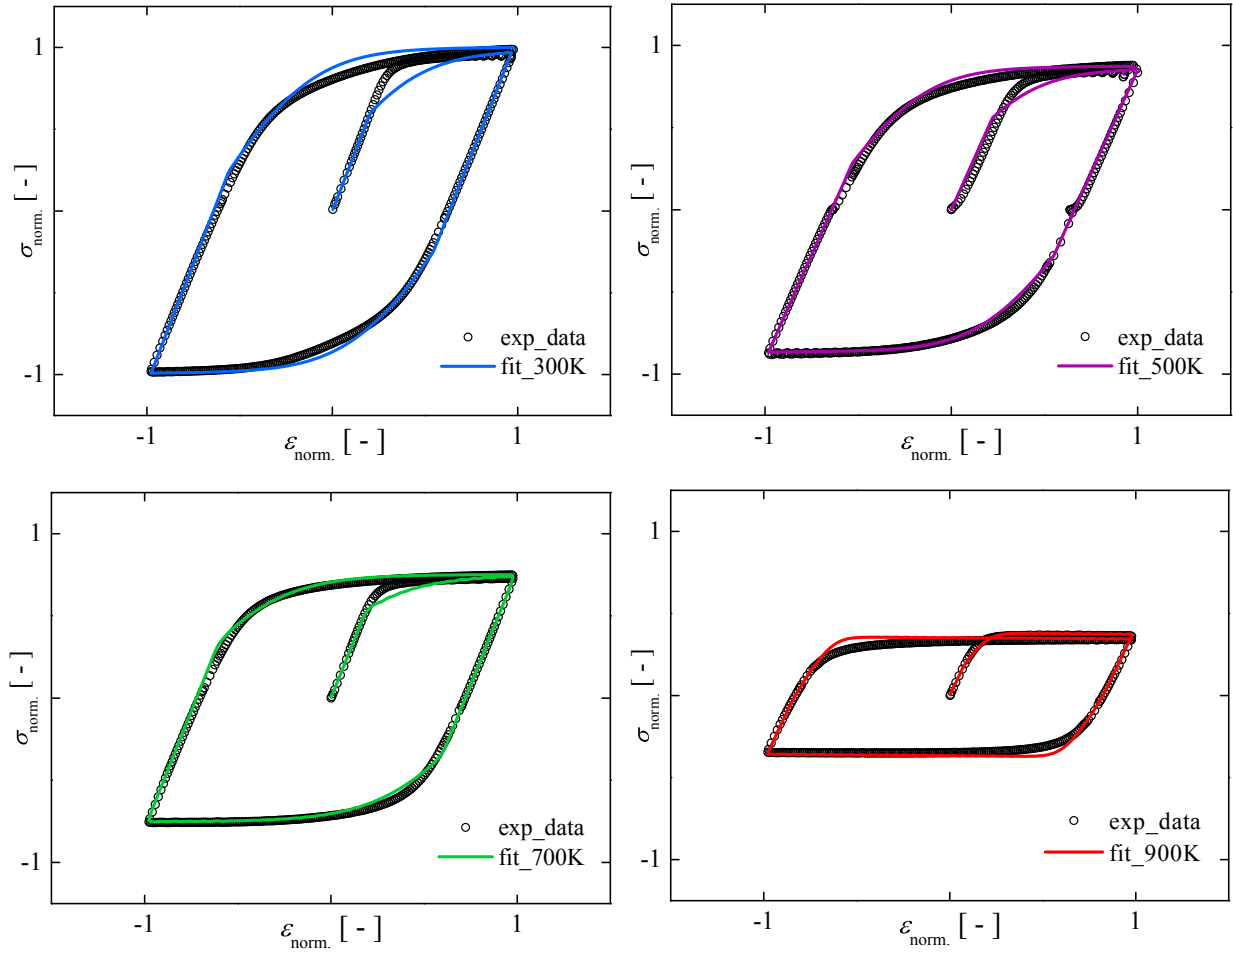 1
σnorm. [ - ]
-1
exp_data
fit_300K
-1
1
εnorm. [ - ]
1
σnorm. [ - ]
-1
exp_data
fit_500K
-1
1
εnorm. [ - ]
1
σnorm. [ - ]
-1
exp_data
fit_700K
-1
1
εnorm. [ - ]
1
σnorm. [ - ]
-1
exp_data
fit_900K
-1
1
εnorm. [ - ]